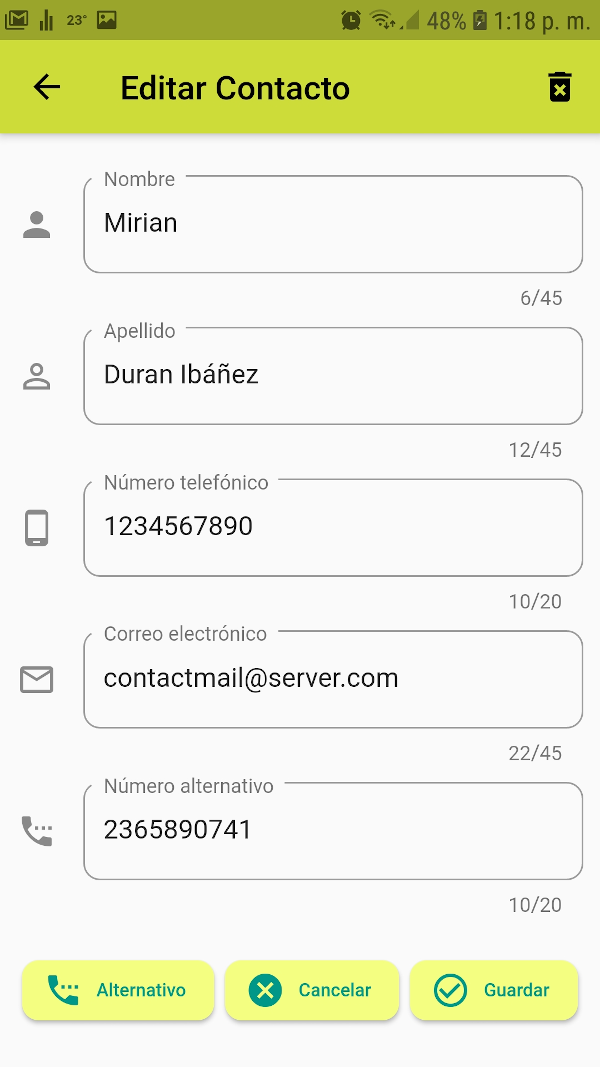 23° 48% 1:18 p. m.
Editar Contacto
Nombre
Mirian
6/45
Apellido
Duran Ibáñez
12/45
Número telefónico
1234567890
10/20
Correo electrónico
contactmail@server.com
22/45
Número alternativo
2365890741
10/20
Alternativo Cancelar Guardar